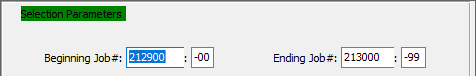 Selection Parameters
Beginning Job#: 212900 : -00 Ending Job#: 213000 : -99